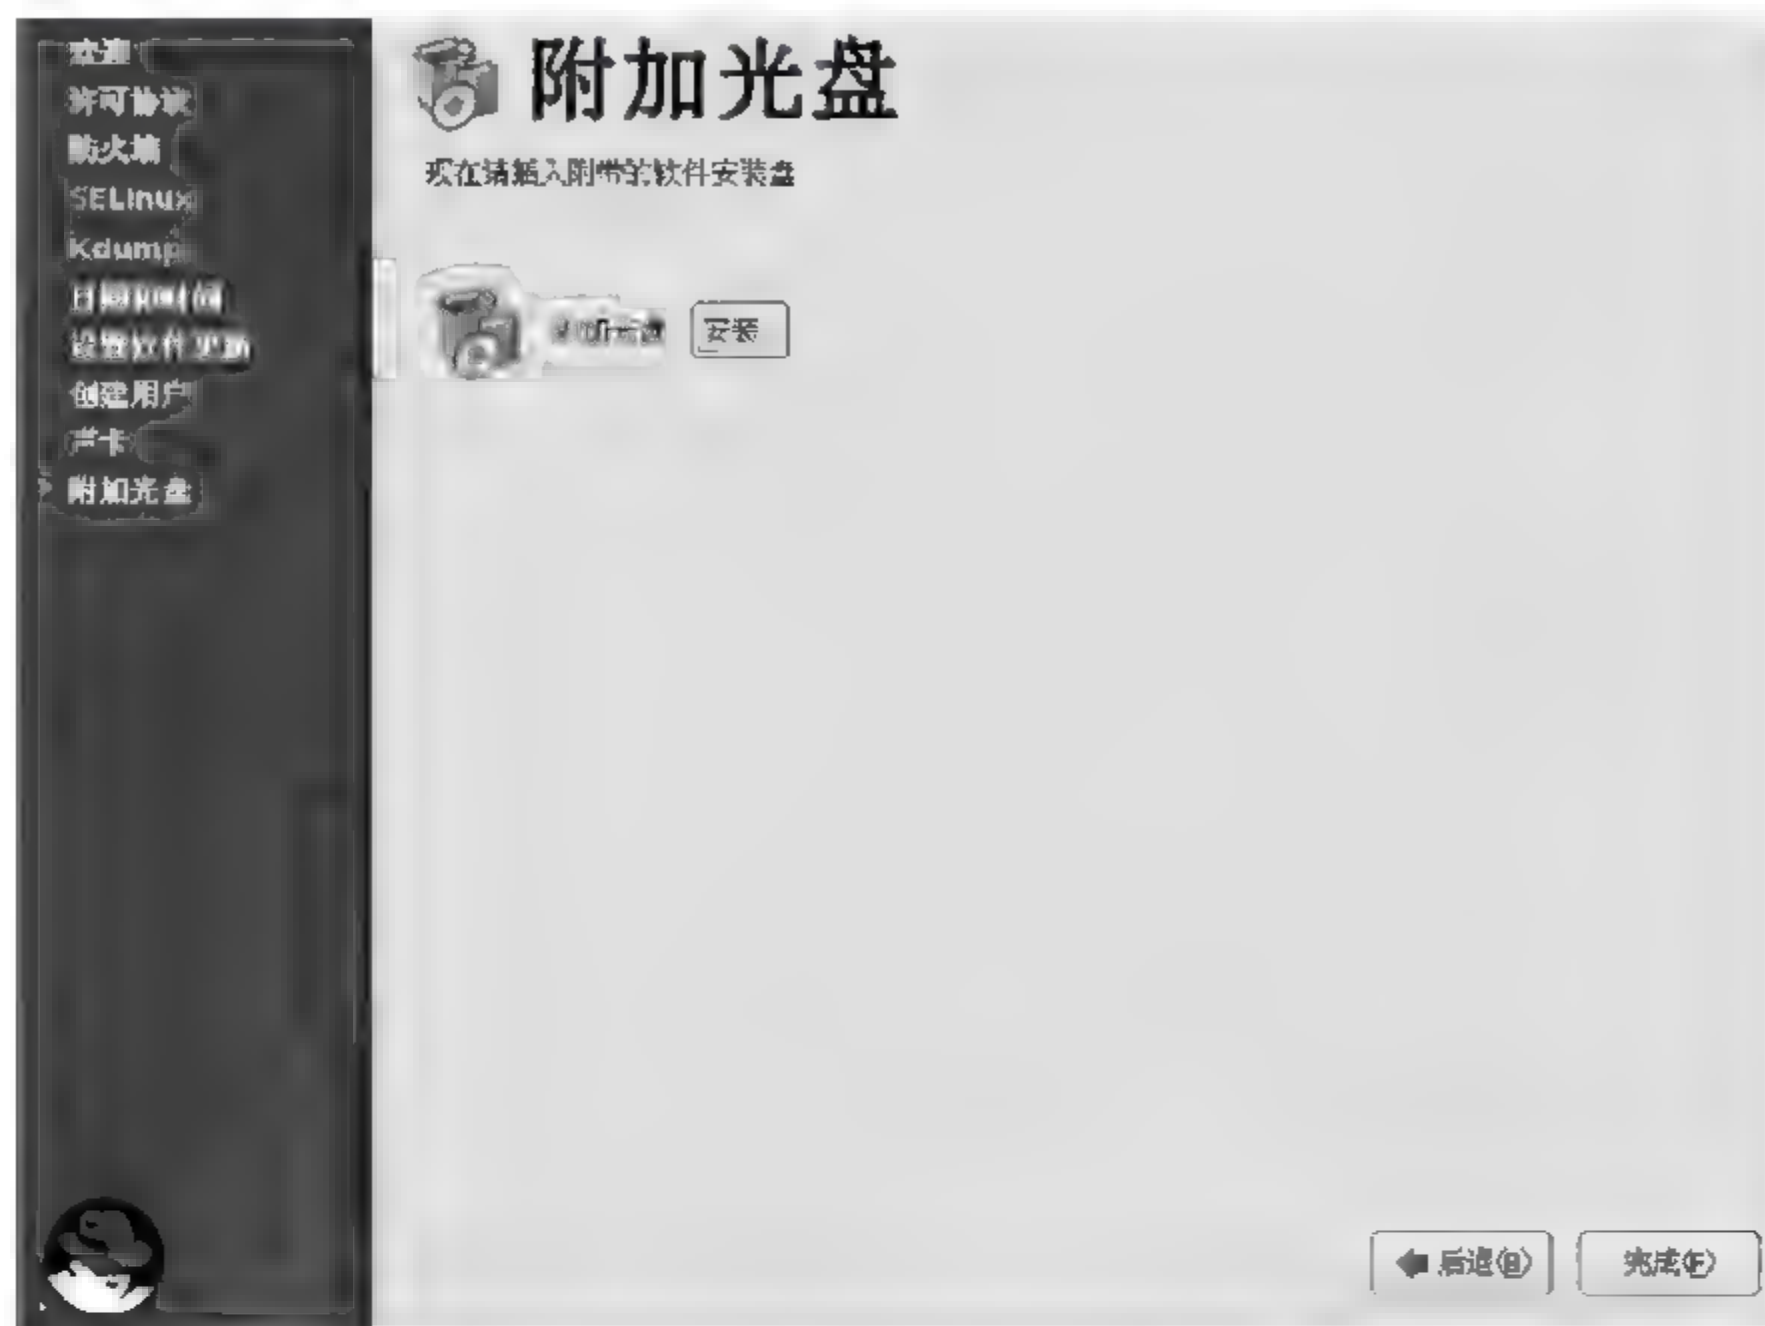 欢迎
许可协议
防火墙
SELinux
Kdump
日期和时间
设置软件更新
创建用户
声卡
附加光盘
附加光盘
现在请插入附带的软件安装盘
安装
后退(B)
完成(F)